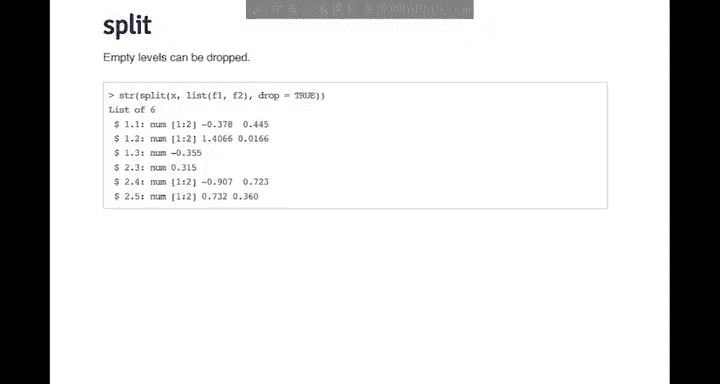 split
Empty levels can be dropped.
> str(split(x, list(f1, f2), drop = TRUE))
List of 6
$ 1.1: num [1:2] -0.378 0.445
$ 1.2: num [1:2] 1.4066 0.0166
$ 1.3: num -0.355
$ 2.3: num 0.315
$ 2.4: num [1:2] -0.907 0.723
$ 2.5: num [1:2] 0.732 0.360